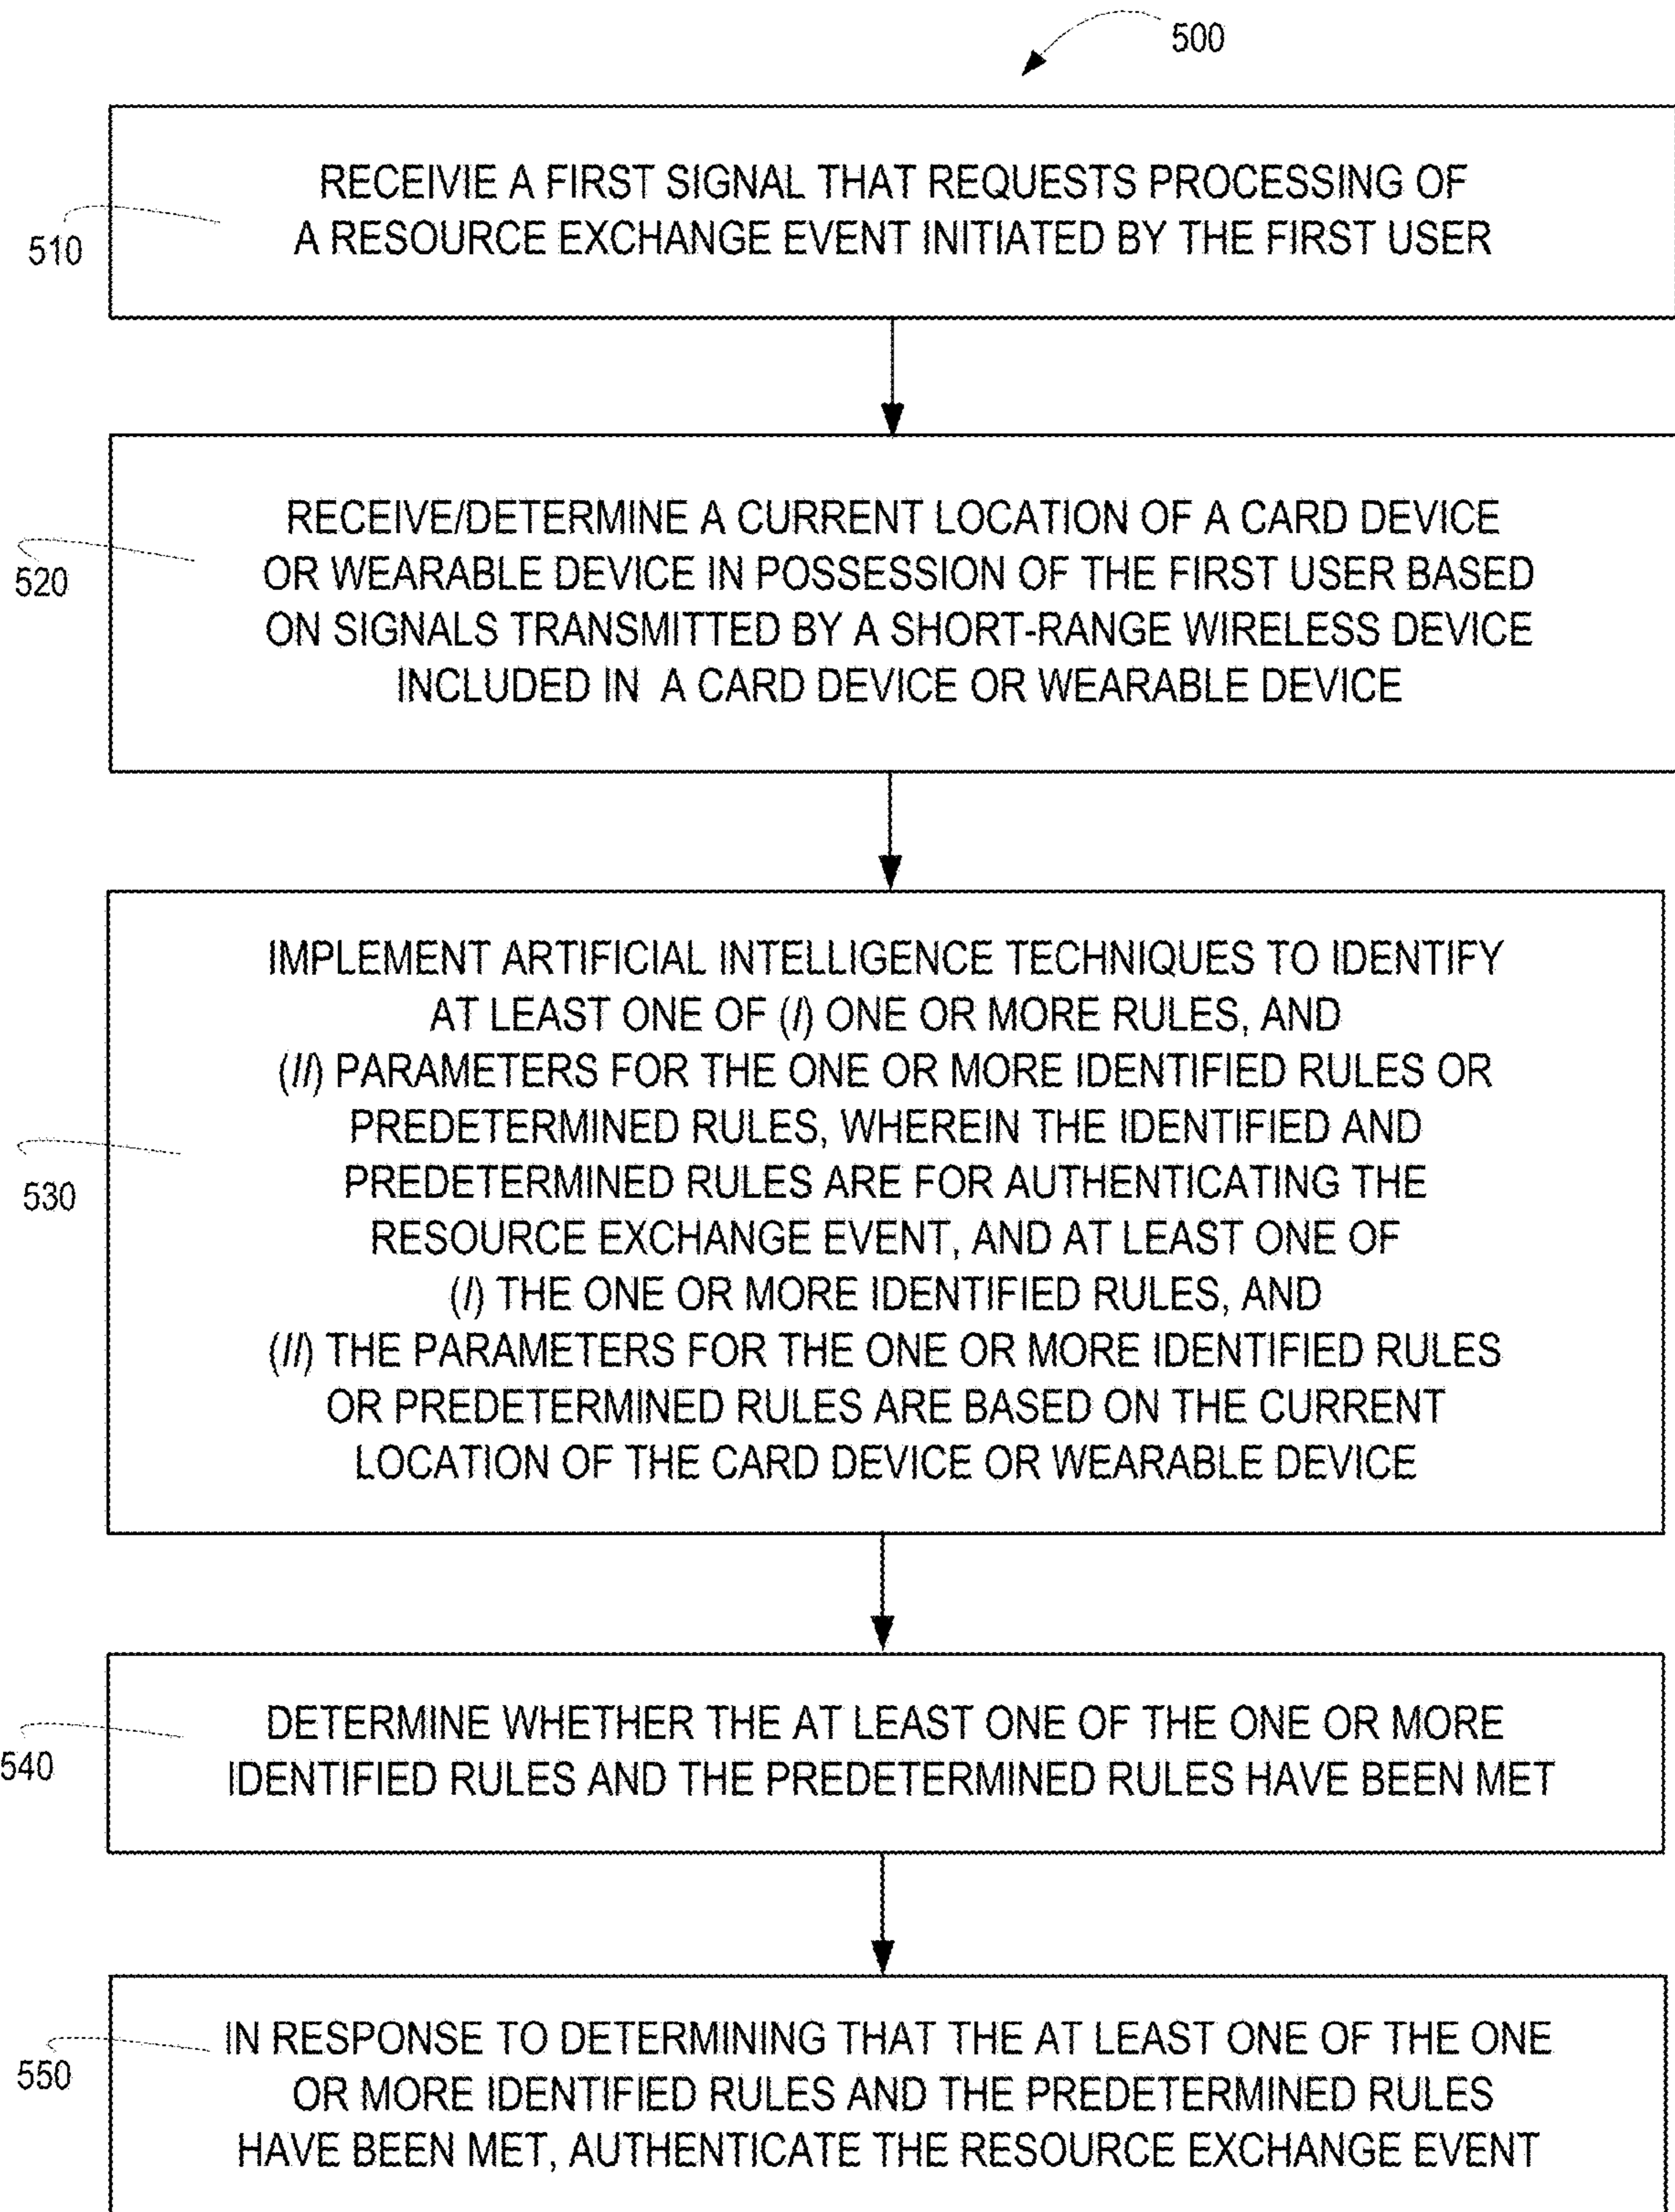 500
RECEIVIE A FIRST SIGNAL THAT REQUESTS PROCESSING OF
A RESOURCE EXCHANGE EVENT INITIATED BY THE FIRST USER
510
RECEIVE/DETERMINE A CURRENT LOCATION OF A CARD DEVICE
OR WEARABLE DEVICE IN POSSESSION OF THE FIRST USER BASED
ON SIGNALS TRANSMITTED BY A SHORT-RANGE WIRELESS DEVICE
INCLUDED IN A CARD DEVICE OR WEARABLE DEVICE
520
IMPLEMENT ARTIFICIAL INTELLIGENCE TECHNIQUES TO IDENTIFY
AT LEAST ONE OF (I) ONE OR MORE RULES, AND
(II) PARAMETERS FOR THE ONE OR MORE IDENTIFIED RULES OR
PREDETERMINED RULES, WHEREIN THE IDENTIFIED AND
PREDETERMINED RULES ARE FOR AUTHENTICATING THE
RESOURCE EXCHANGE EVENT, AND AT LEAST ONE OF
(I) THE ONE OR MORE IDENTIFIED RULES, AND
(II) THE PARAMETERS FOR THE ONE OR MORE IDENTIFIED RULES
OR PREDETERMINED RULES ARE BASED ON THE CURRENT
LOCATION OF THE CARD DEVICE OR WEARABLE DEVICE
530
DETERMINE WHETHER THE AT LEAST ONE OF THE ONE OR MORE
IDENTIFIED RULES AND THE PREDETERMINED RULES HAVE BEEN MET
540
IN RESPONSE TO DETERMINING THAT THE AT LEAST ONE OF THE ONE
OR MORE IDENTIFIED RULES AND THE PREDETERMINED RULES
HAVE BEEN MET, AUTHENTICATE THE RESOURCE EXCHANGE EVENT
550